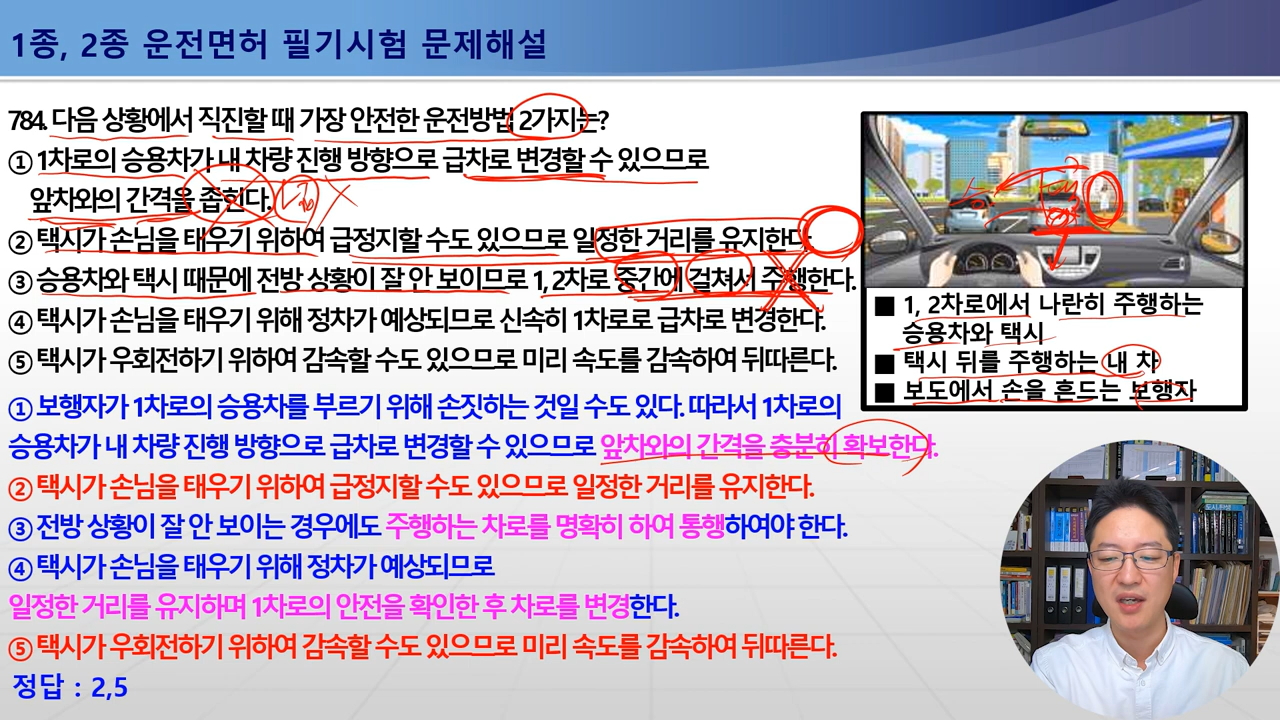 1종, 2종 운전면허 필기시험 문제해설
784. 다음 상황에서 직진할 때 가장 안전한 운전방법 2가지는?
① 1차로의 승용차가 내 차량 진행 방향으로 급차로 변경할 수 있으므로
앞차와의 간격을 좁힌다.
② 택시가 손님을 태우기 위하여 급정지할 수도 있으므로 일정한 거리를 유지한다.
③ 승용차와 택시 때문에 전방 상황이 잘 안 보이므로 1, 2차로 중간에 걸쳐서 주행한다.
④ 택시가 손님을 태우기 위해 정차가 예상되므로 신속히 1차로로 급차로 변경한다.
⑤ 택시가 우회전하기 위하여 감속할 수도 있으므로 미리 속도를 감속하여 뒤따른다.
■ 1, 2차로에서 나란히 주행하는
승용차와 택시
■ 택시 뒤를 주행하는 내 차
■ 보도에서 손을 흔드는 보행자
① 보행자가 1차로의 승용차를 부르기 위해 손짓하는 것일 수도 있다. 따라서 1차로의
승용차가 내 차량 진행 방향으로 급차로 변경할 수 있으므로 앞차와의 간격을 충분히 확보한다.
② 택시가 손님을 태우기 위하여 급정지할 수도 있으므로 일정한 거리를 유지한다.
③ 전방 상황이 잘 안 보이는 경우에도 주행하는 차로를 명확히 하여 통행하여야 한다.
④ 택시가 손님을 태우기 위해 정차가 예상되므로
일정한 거리를 유지하며 1차로의 안전을 확인한 후 차로를 변경한다.
⑤ 택시가 우회전하기 위하여 감속할 수도 있으므로 미리 속도를 감속하여 뒤따른다.
정답 : 2,5